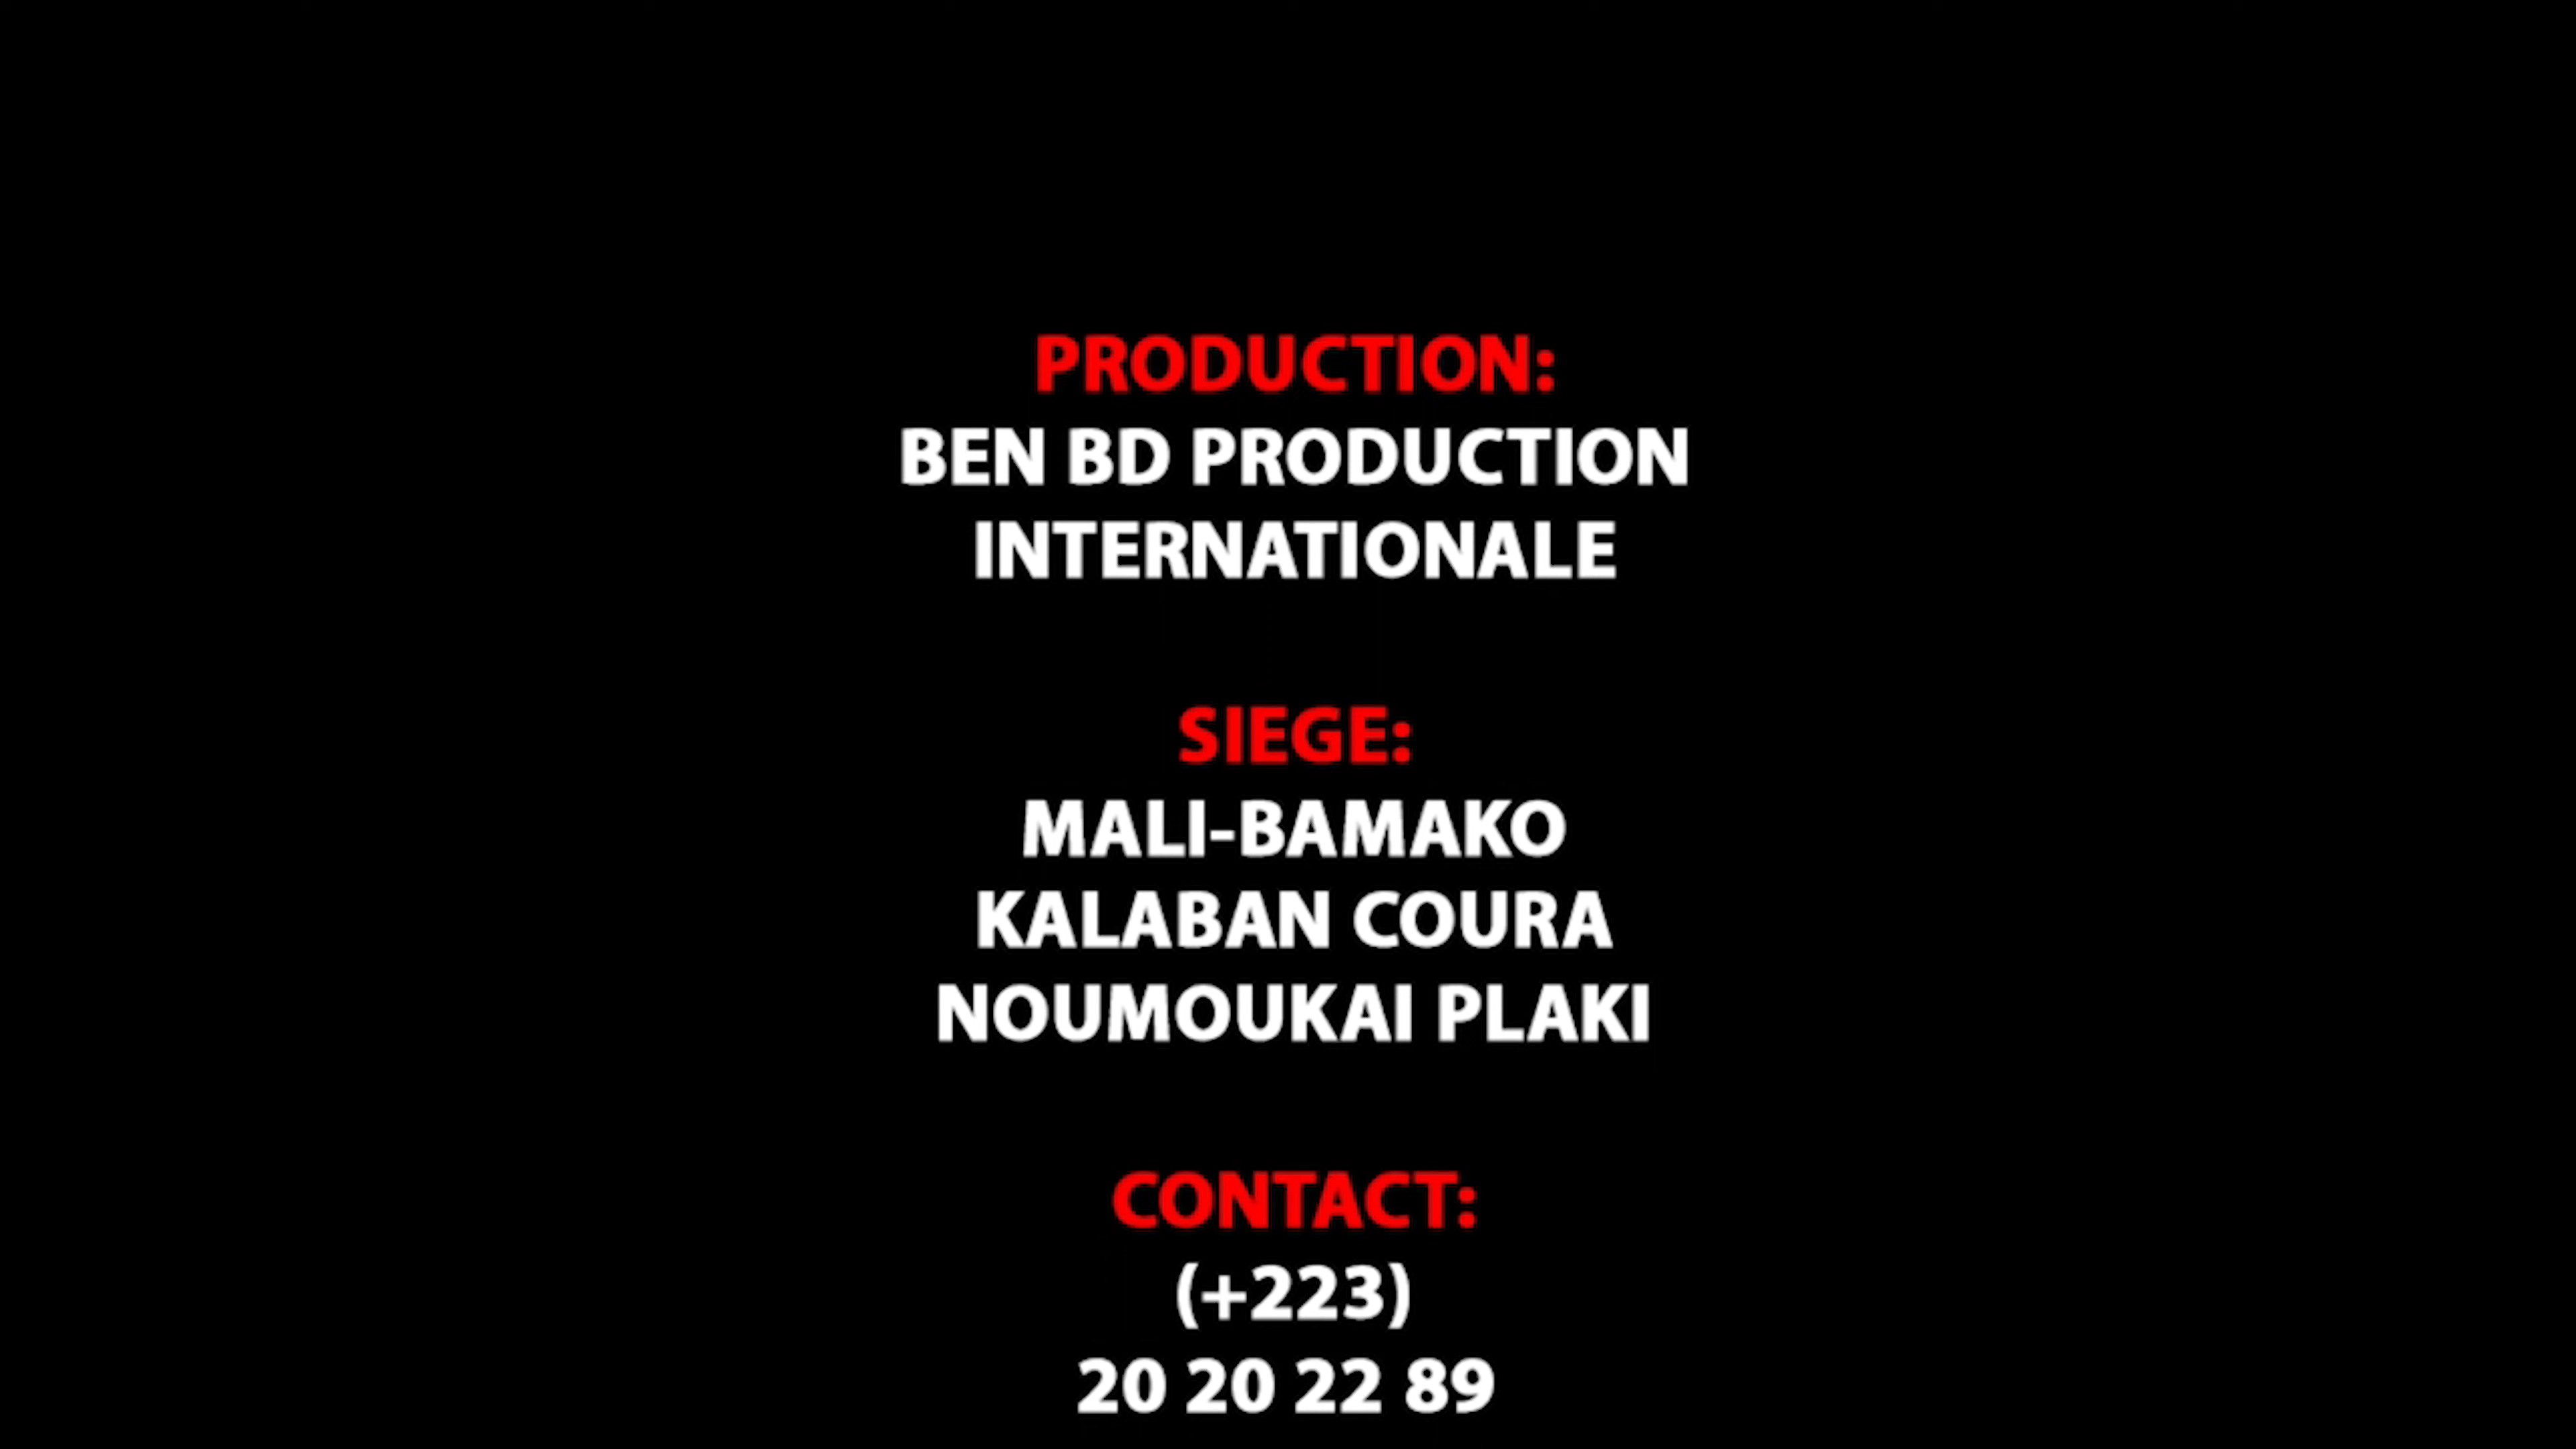 PRODUCTION:
BEN BD PRODUCTION
INTERNATIONALE
SIEGE:
MALI-BAMAKO
KALABAN COURA
NOUMOUKAI PLAKI
CONTACT:
(+223)
20 20 22 89